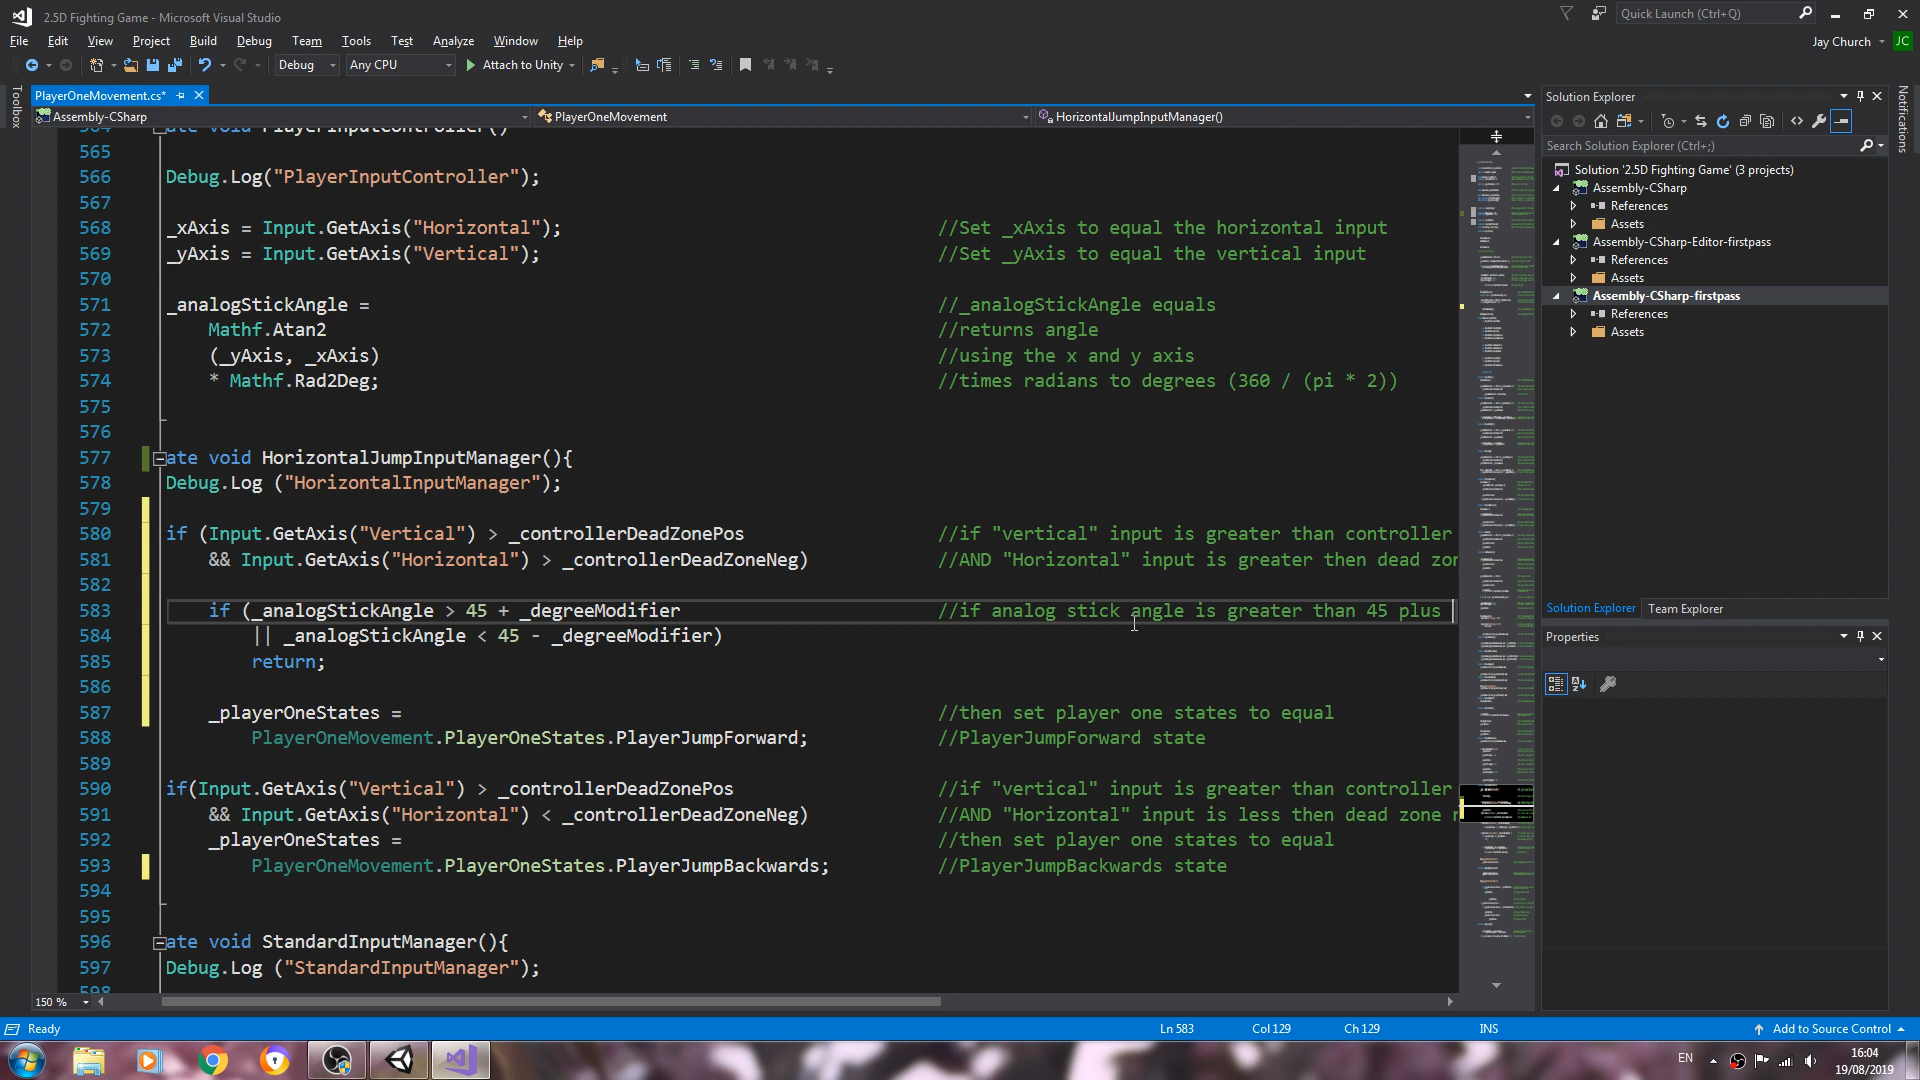 2.5D Fighting Game - Microsoft Visual Studio
Quick Launch (Ctrl+Q)
File Edit View Project Build Debug Team Tools Test Analyze Window Help
Jay Church JC
Debug Any CPU Attach to Unity
Toolbox
PlayerOneMovement.cs*
Assembly-CSharp PlayerOneMovement HorizontalJumpInputManager()
565
566 Debug.Log("PlayerInputController");
567
568 _xAxis = Input.GetAxis("Horizontal"); //Set _xAxis to equal the horizontal input
569 _yAxis = Input.GetAxis("Vertical"); //Set _yAxis to equal the vertical input
570
571 _analogStickAngle = //_analogStickAngle equals
572 Mathf.Atan2 //returns angle
573 (_yAxis, _xAxis) //using the x and y axis
574 * Mathf.Rad2Deg; //times radians to degrees (360 / (pi * 2))
575
576
577 ate void HorizontalJumpInputManager(){
578 Debug.Log ("HorizontalInputManager");
579
580 if (Input.GetAxis("Vertical") > _controllerDeadZonePos //if "vertical" input is greater than controller
581 && Input.GetAxis("Horizontal") > _controllerDeadZoneNeg) //AND "Horizontal" input is greater then dead zon
582
583 if (_analogStickAngle > 45 + _degreeModifier //if analog stick angle is greater than 45 plus
584 || _analogStickAngle < 45 - _degreeModifier)
585 return;
586
587 _playerOneStates = //then set player one states to equal
588 PlayerOneMovement.PlayerOneStates.PlayerJumpForward; //PlayerJumpForward state
589
590 if(Input.GetAxis("Vertical") > _controllerDeadZonePos //if "vertical" input is greater than controller
591 && Input.GetAxis("Horizontal") < _controllerDeadZoneNeg) //AND "Horizontal" input is less then dead zone
592 _playerOneStates = //then set player one states to equal
593 PlayerOneMovement.PlayerOneStates.PlayerJumpBackwards; //PlayerJumpBackwards state
594
595
596 ate void StandardInputManager(){
597 Debug.Log ("StandardInputManager");
598
150 %
Solution Explorer
Search Solution Explorer (Ctrl+;)
Solution '2.5D Fighting Game' (3 projects)
Assembly-CSharp
References
Assets
Assembly-CSharp-Editor-firstpass
References
Assets
Assembly-CSharp-firstpass
References
Assets
Solution Explorer Team Explorer
Properties
Notifications
Ready Ln 583 Col 129 Ch 129 INS Add to Source Control
EN 16:04
19/08/2019